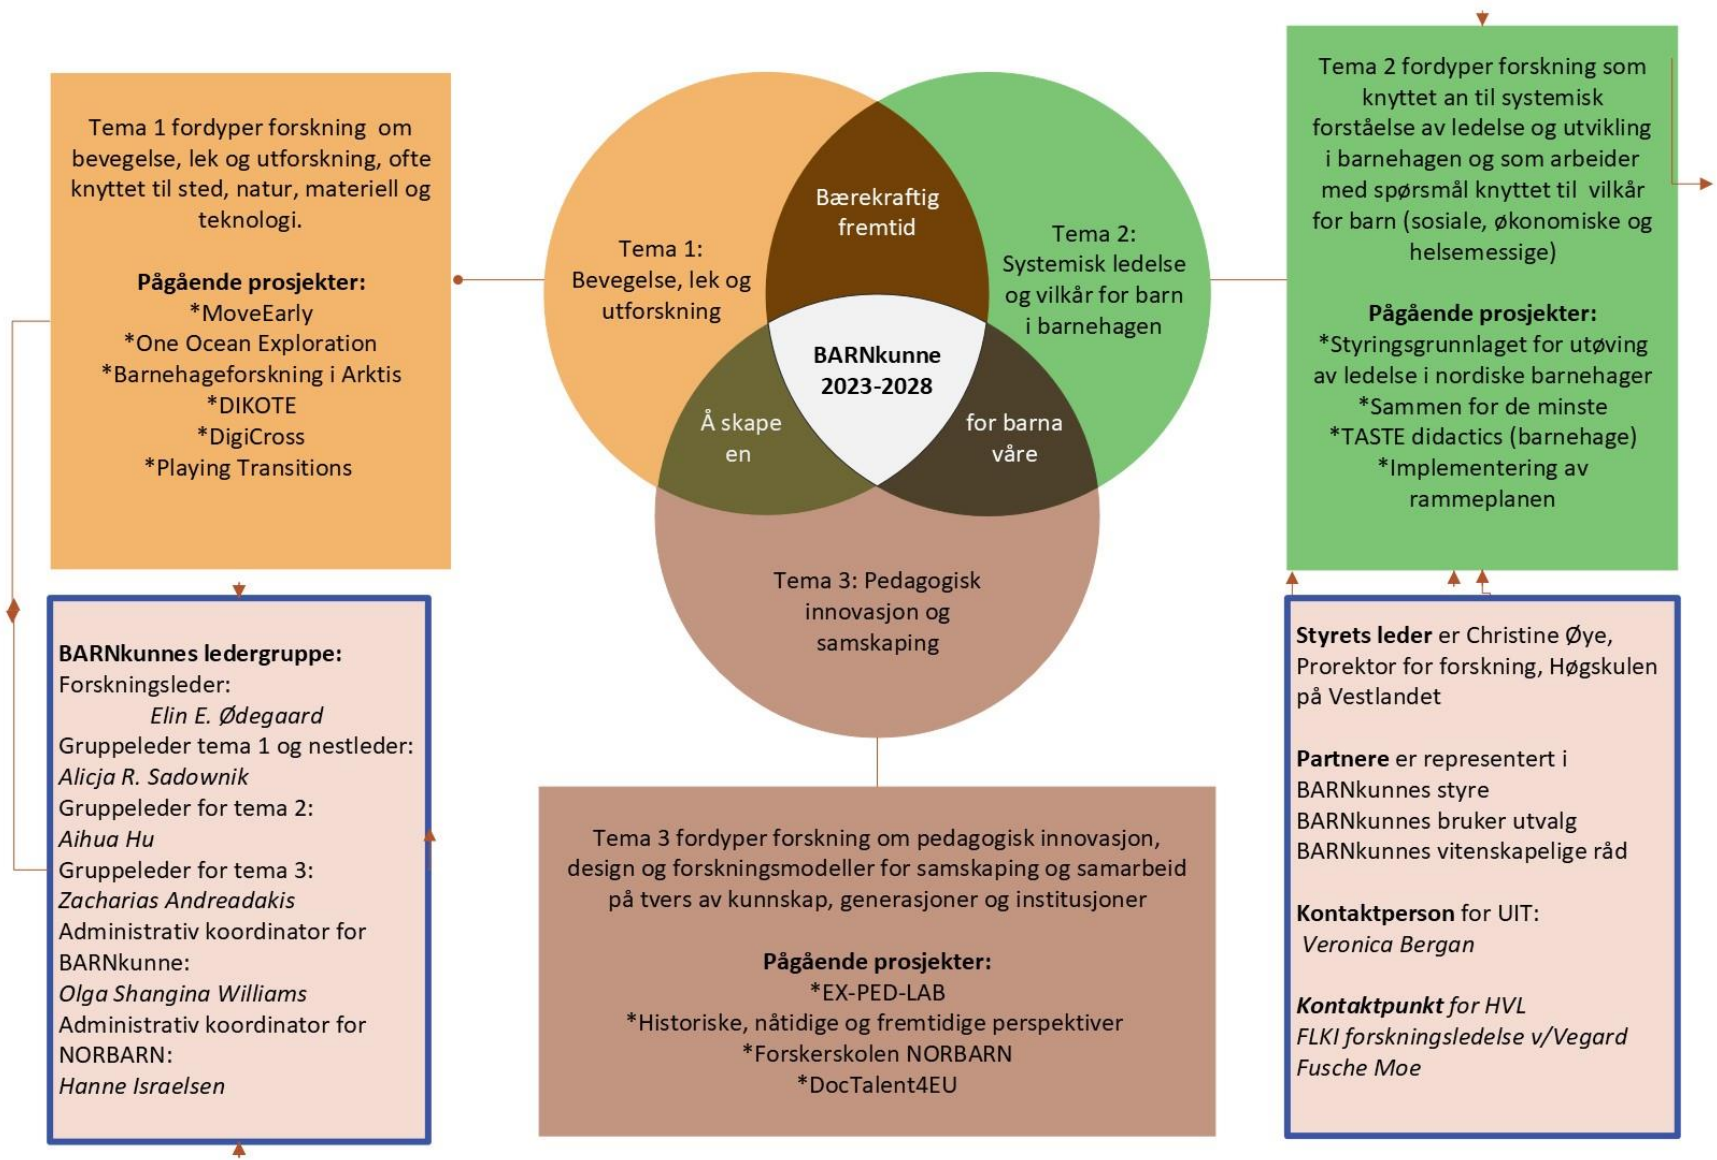 Tema 1 fordyper forskning om
bevegelse, lek og utforskning, ofte
knyttet til sted, natur, materiell og
teknologi.
Pågående prosjekter:
*MoveEarly
*One Ocean Exploration
*Barnehageforskning i Arktis
*DIKOTE
*DigiCross
*Playing Transitions
Tema 1:
Bevegelse, lek og
utforskning
Bærekraftig
fremtid
Tema 2:
Systemisk ledelse
og vilkår for barn
i barnehagen
BARNkunne
2023-2028
Å skape
en
for barna
våre
Tema 3: Pedagogisk
innovasjon og
samskaping
Tema 2 fordyper forskning som
knyttet an til systemisk
forståelse av ledelse og utvikling
i barnehagen og som arbeider
med spørsmål knyttet til vilkår
for barn (sosiale, økonomiske og
helsemessige)
Pågående prosjekter:
*Styringsgrunnlaget for utøving
av ledelse i nordiske barnehager
*Sammen for de minste
*TASTE didactics (barnehage)
*Implementering av
rammeplanen
BARNkunnes ledergruppe:
Forskningsleder:
Elin E. Ødegaard
Gruppeleder tema 1 og nestleder:
Alicja R. Sadownik
Gruppeleder for tema 2:
Aihua Hu
Gruppeleder for tema 3:
Zacharias Andreadakis
Administrativ koordinator for
BARNkunne:
Olga Shangina Williams
Administrativ koordinator for
NORBARN:
Hanne Israelsen
Tema 3 fordyper forskning om pedagogisk innovasjon,
design og forskningsmodeller for samskaping og samarbeid
på tvers av kunnskap, generasjoner og institusjoner
Pågående prosjekter:
*EX-PED-LAB
*Historiske, nåtidige og fremtidige perspektiver
*Forskerskolen NORBARN
*DocTalent4EU
Styrets leder er Christine Øye,
Prorektor for forskning, Høgskulen
på Vestlandet
Partnere er representert i
BARNkunnes styre
BARNkunnes bruker utvalg
BARNkunnes vitenskapelige råd
Kontaktperson for UIT:
Veronica Bergan
Kontaktpunkt for HVL
FLKI forskningsledelse v/Vegard
Fusche Moe